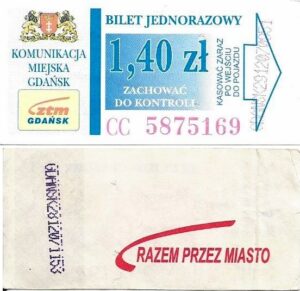 BILET JEDNORAZOWY
KOMUNIKACJA
MIEJSKA
GDAŃSK
1,40 zł
ZACHOWAĆ
DO KONTROLI
KASOWAĆ ZARAZ
PO WEJŚCIU
DO POJAZDU
ztm
GDAŃSK
CC 5875169
RAZEM PRZEZ MIASTO